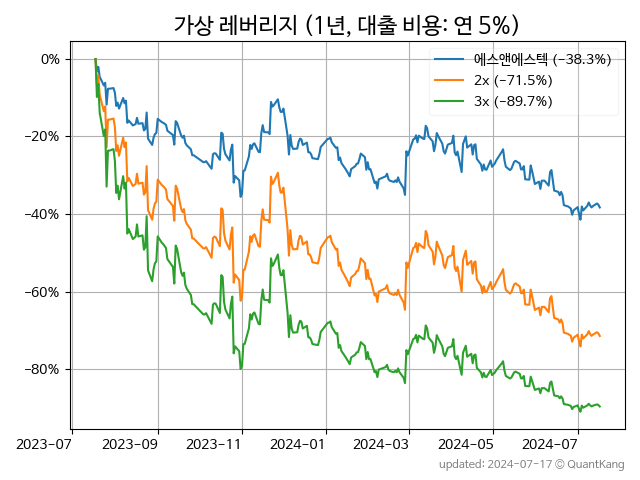 가상 레버리지 (1년, 대출 비용: 연 5%)
에스앤에스텍 (−38.3%)
2x (−71.5%)
3x (−89.7%)
0%
−20%
−40%
−60%
−80%
2023-07 2023-09 2023-11 2024-01 2024-03 2024-05 2024-07
updated: 2024-07-17 © QuantKang